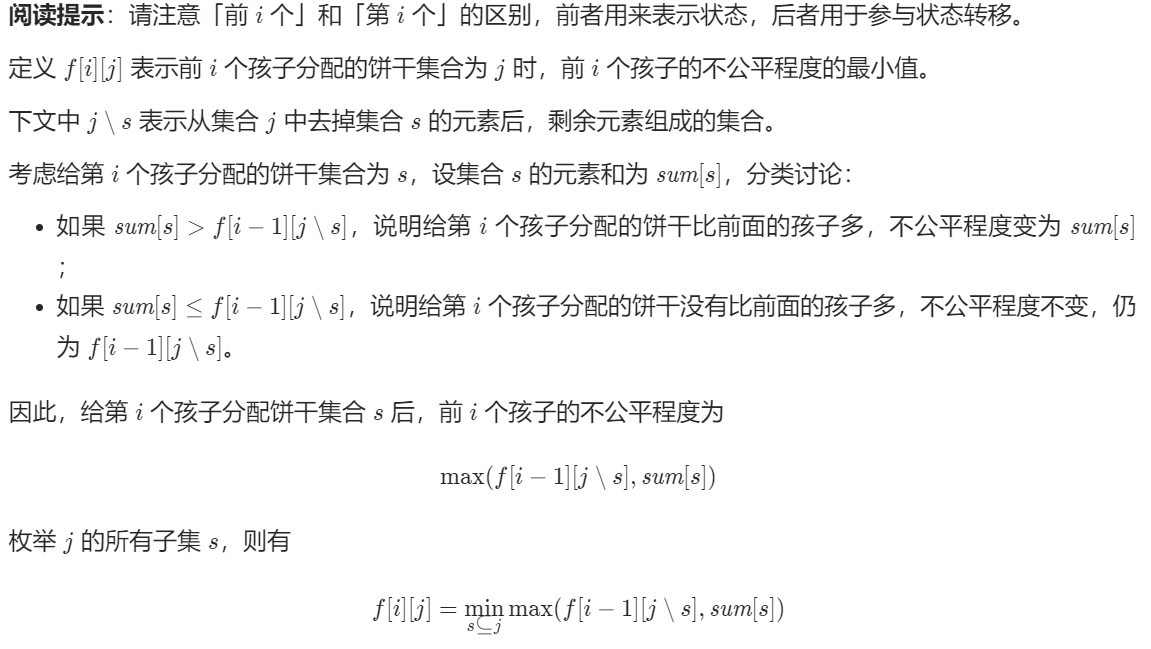 阅读提示：请注意「前 i 个」和「第 i 个」的区别，前者用来表示状态，后者用于参与状态转移。
定义 f[i][j] 表示前 i 个孩子分配的饼干集合为 j 时，前 i 个孩子的不公平程度的最小值。
下文中 j \ s 表示从集合 j 中去掉集合 s 的元素后，剩余元素组成的集合。
考虑给第 i 个孩子分配的饼干集合为 s，设集合 s 的元素和为 sum[s]，分类讨论：
• 如果 sum[s] > f[i − 1][j \ s]，说明给第 i 个孩子分配的饼干比前面的孩子多，不公平程度变为 sum[s]
；
• 如果 sum[s] ≤ f[i − 1][j \ s]，说明给第 i 个孩子分配的饼干没有比前面的孩子多，不公平程度不变，仍
为 f[i − 1][j \ s]。
因此，给第 i 个孩子分配饼干集合 s 后，前 i 个孩子的不公平程度为
max(f[i − 1][j \ s], sum[s])
枚举 j 的所有子集 s，则有
f[i][j] = min max(f[i − 1][j \ s], sum[s])
s⊆j